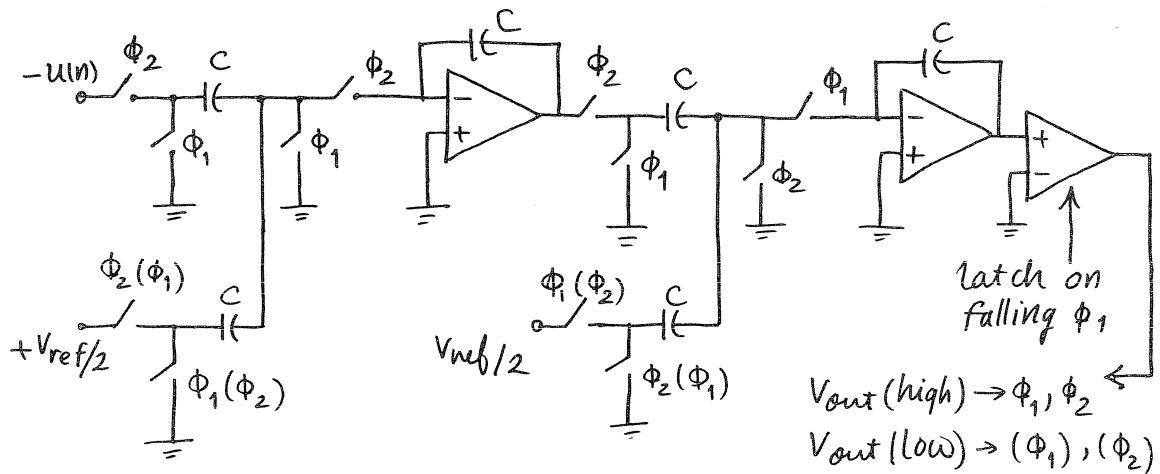 C
C
-u(n)
ϕ2
C
ϕ2
ϕ2
C
ϕ1
-
+
-
+
+
-
ϕ1
ϕ1
ϕ1
ϕ2
ϕ2(ϕ1)
C
+Vref/2
ϕ1(ϕ2)
ϕ1(ϕ2)
C
Vref/2
ϕ2(ϕ1)
latch on
falling ϕ1
Vout(high)→ϕ1,ϕ2
Vout(low)→(ϕ1),(ϕ2)